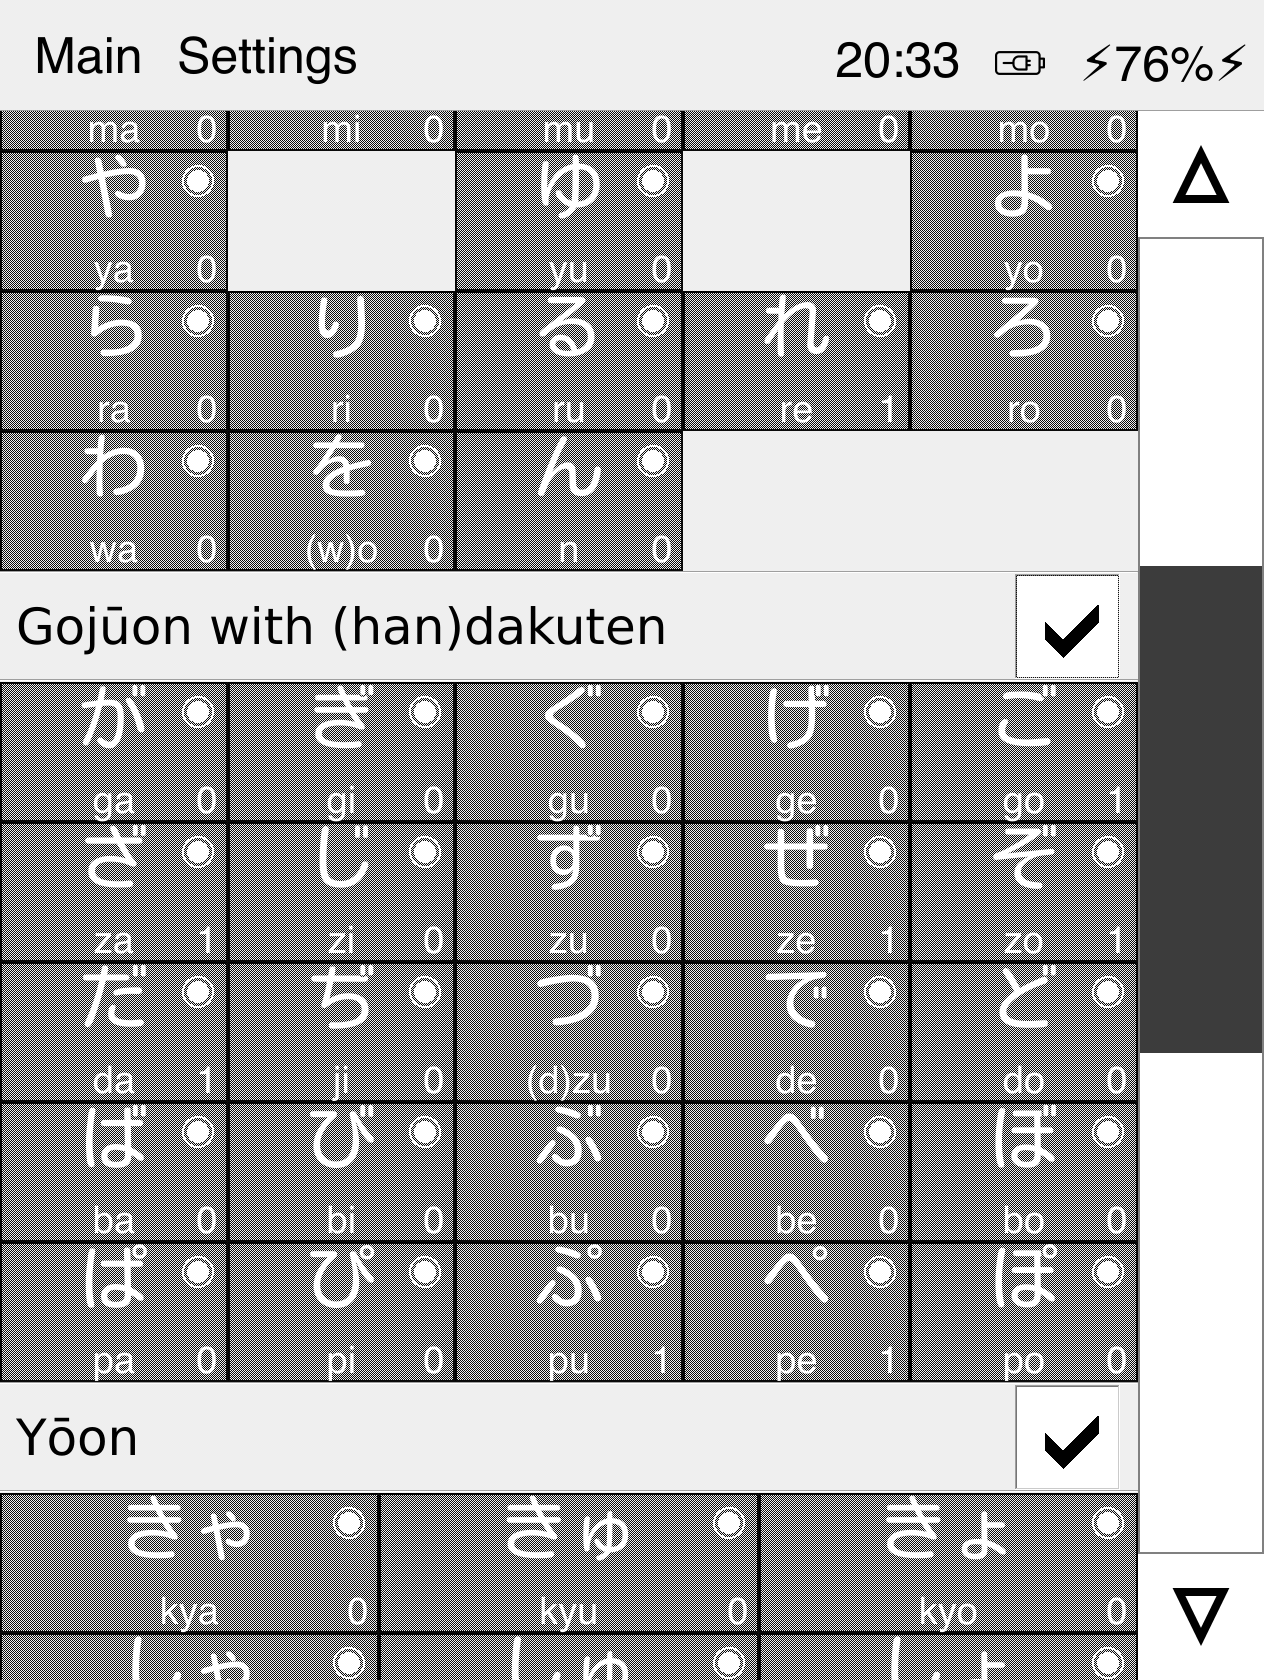 Main Settings 20:33 ⚡76%⚡
ma 0 mi 0 mu 0 me 0 mo 0
や ゆ よ
ya 0 yu 0 yo 0
ら り る れ ろ
ra 0 ri 0 ru 0 re 1 ro 0
わ を ん
wa 0 (w)o 0 n 0
Gojūon with (han)dakuten
が ぎ ぐ げ ご
ga 0 gi 0 gu 0 ge 0 go 1
ざ じ ず ぜ ぞ
za 1 zi 0 zu 0 ze 1 zo 1
だ ぢ づ で ど
da 1 ji 0 (d)zu 0 de 0 do 0
ば び ぶ べ ぼ
ba 0 bi 0 bu 0 be 0 bo 0
ぱ ぴ ぷ ぺ ぽ
pa 0 pi 0 pu 1 pe 1 po 0
Yōon
きゃ きゅ きょ
kya 0 kyu 0 kyo 0
しゃ しゅ しょ